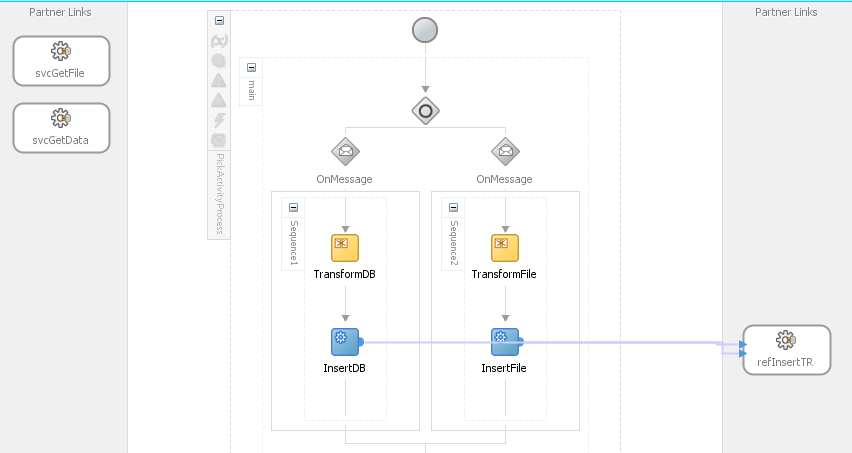 Partner Links
Partner Links
svcGetFile
svcGetData
PickActivityProcess
main
OnMessage
OnMessage
Sequence1
Sequence2
TransformDB
TransformFile
InsertDB
InsertFile
refInsertTR